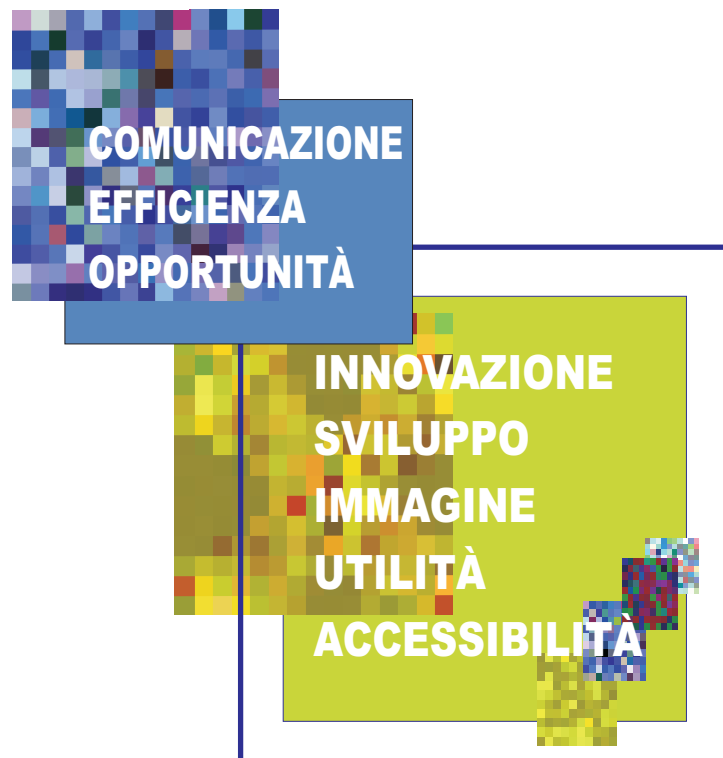 COMUNICAZIONE
EFFICIENZA
OPPORTUNITÀ
INNOVAZIONE
SVILUPPO
IMMAGINE
UTILITÀ
ACCESSIBILITÀ